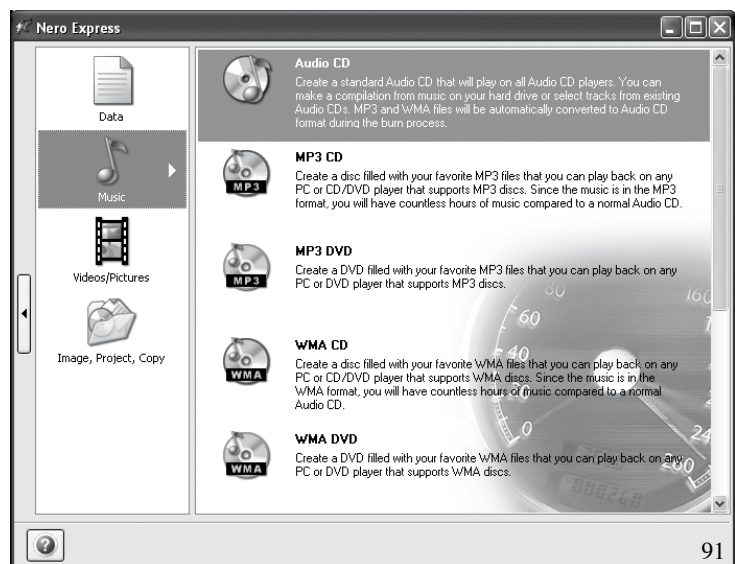 Nero Express
Data
Music
Videos/Pictures
Image, Project, Copy
Audio CD
Create a standard Audio CD that will play on all Audio CD players. You can
make a compilation from music on your hard drive or select tracks from existing
Audio CDs. MP3 and WMA files will be automatically converted to Audio CD
format during the burn process.
MP3
MP3 CD
Create a disc filled with your favorite MP3 files that you can play back on any
PC or CD/DVD player that supports MP3 discs. Since the music is in the MP3
format, you will have countless hours of music compared to a normal Audio CD.
MP3
MP3 DVD
Create a DVD filled with your favorite MP3 files that you can play back on any
PC or DVD player that supports MP3 discs.
WMA
WMA CD
Create a disc filled with your favorite WMA files that you can play back on any
PC or CD/DVD player that supports WMA discs. Since the music is in the
WMA format, you will have countless hours of music compared to a normal
Audio CD.
WMA
WMA DVD
Create a DVD filled with your favorite WMA files that you can play back on any
PC or DVD player that supports WMA discs.
80
160
60
40
0
24
260
91